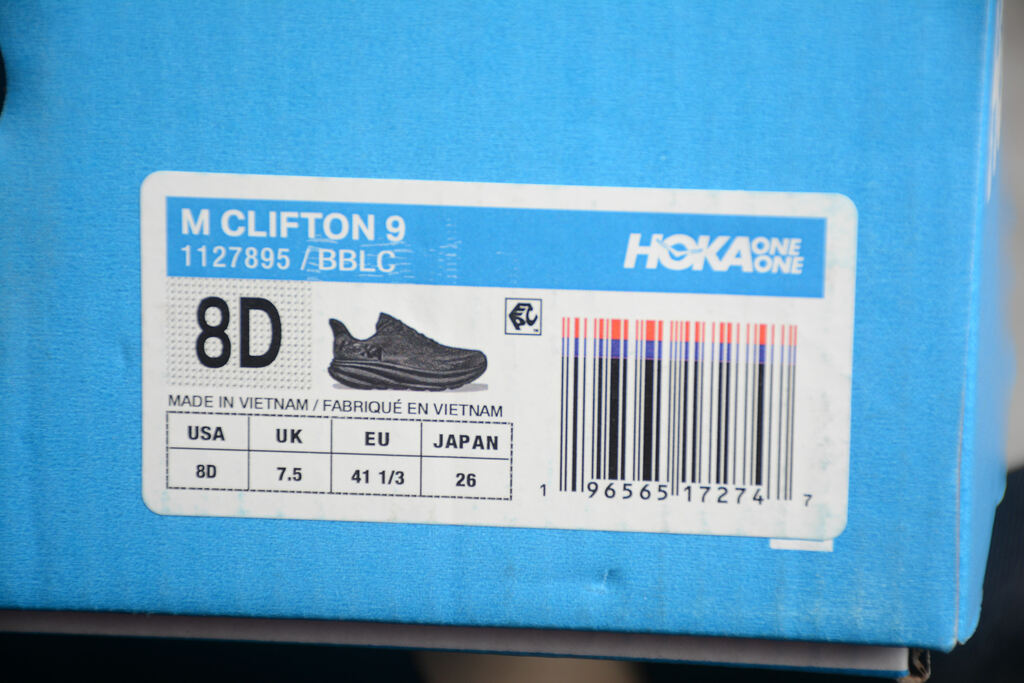 M CLIFTON 9
1127895 / BBLC
HOKA ONE ONE
8D
MADE IN VIETNAM / FABRIQUÉ EN VIETNAM
USA UK EU JAPAN
8D 7.5 41 1/3 26
1 96565 17274 7